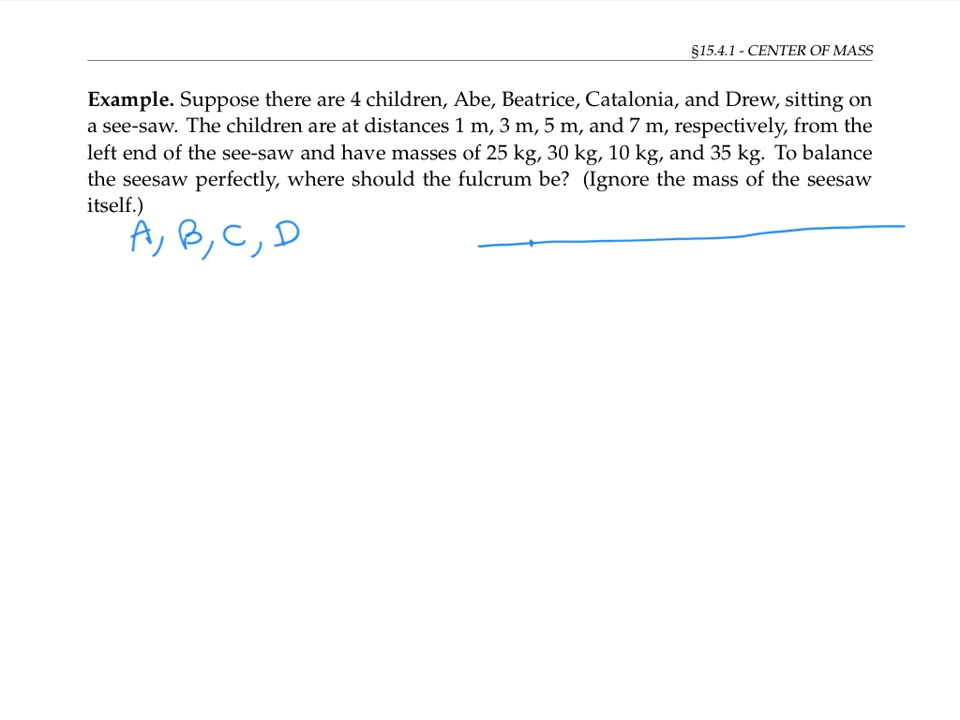 §15.4.1 - CENTER OF MASS
Example. Suppose there are 4 children, Abe, Beatrice, Catalonia, and Drew, sitting on
a see-saw. The children are at distances 1 m, 3 m, 5 m, and 7 m, respectively, from the
left end of the see-saw and have masses of 25 kg, 30 kg, 10 kg, and 35 kg. To balance
the seesaw perfectly, where should the fulcrum be? (Ignore the mass of the seesaw
itself.)
A, B, C, D